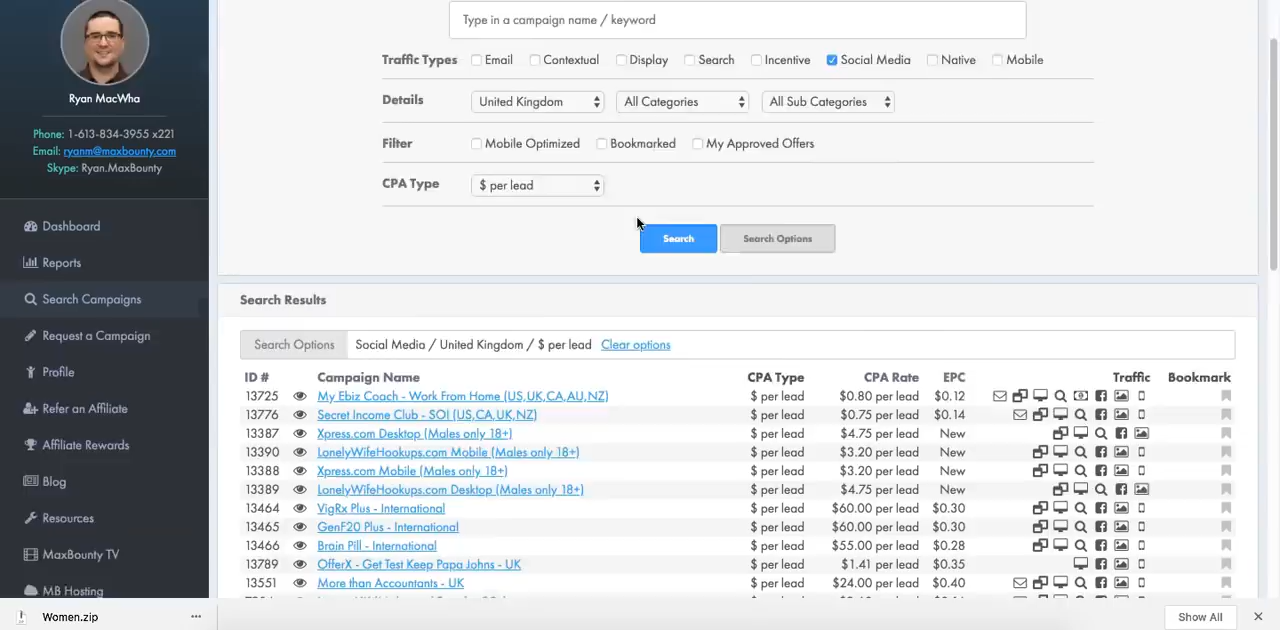 Type in a campaign name / keyword
Traffic Types Email Contextual Display Search Incentive Social Media Native Mobile
Ryan MacWha
Details United Kingdom All Categories All Sub Categories
Phone: 1-613-834-3955 x221
Email: ryanm@maxbounty.com
Filter Mobile Optimized Bookmarked My Approved Offers
Skype: Ryan.MaxBounty
CPA Type $ per lead
Dashboard
Search Search Options
Reports
Search Campaigns
Search Results
Request a Campaign
Search Options Social Media / United Kingdom / $ per lead Clear options
Profile
ID # Campaign Name CPA Type CPA Rate EPC Traffic Bookmark
13725 My Ebiz Coach - Work From Home (US,UK,CA,AU,NZ) $ per lead $0.80 per lead $0.12
Refer an Affiliate
13776 Secret Income Club - SOI (US,CA,UK,NZ) $ per lead $0.75 per lead $0.14
13387 Xpress.com Desktop (Males only 18+) $ per lead $4.75 per lead New
Affiliate Rewards
13390 LonelyWifeHookups.com Mobile (Males only 18+) $ per lead $3.20 per lead New
13388 Xpress.com Mobile (Males only 18+) $ per lead $3.20 per lead New
Blog
13389 LonelyWifeHookups.com Desktop (Males only 18+) $ per lead $4.75 per lead New
13464 VigRx Plus - International $ per lead $60.00 per lead $0.30
Resources
13465 GenF20 Plus - International $ per lead $60.00 per lead $0.30
13466 Brain Pill - International $ per lead $55.00 per lead $0.28
MaxBounty TV
13789 OfferX - Get Test Keep Papa Johns - UK $ per lead $1.41 per lead $0.35
13551 More than Accountants - UK $ per lead $24.00 per lead $0.40
MB Hosting
Women.zip
Show All